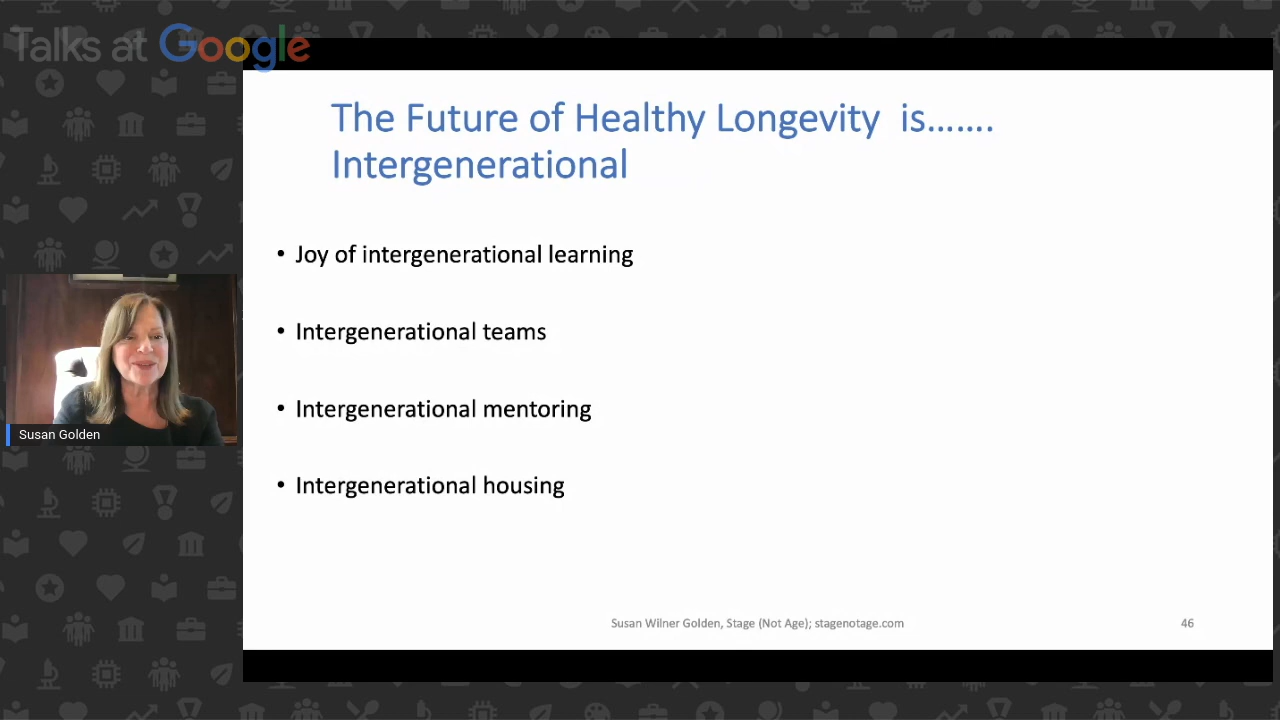 Talks at Google
The Future of Healthy Longevity is…….
Intergenerational
• Joy of intergenerational learning
• Intergenerational teams
• Intergenerational mentoring
• Intergenerational housing
Susan Golden
Susan Wilner Golden, Stage (Not Age); stagenotage.com
46